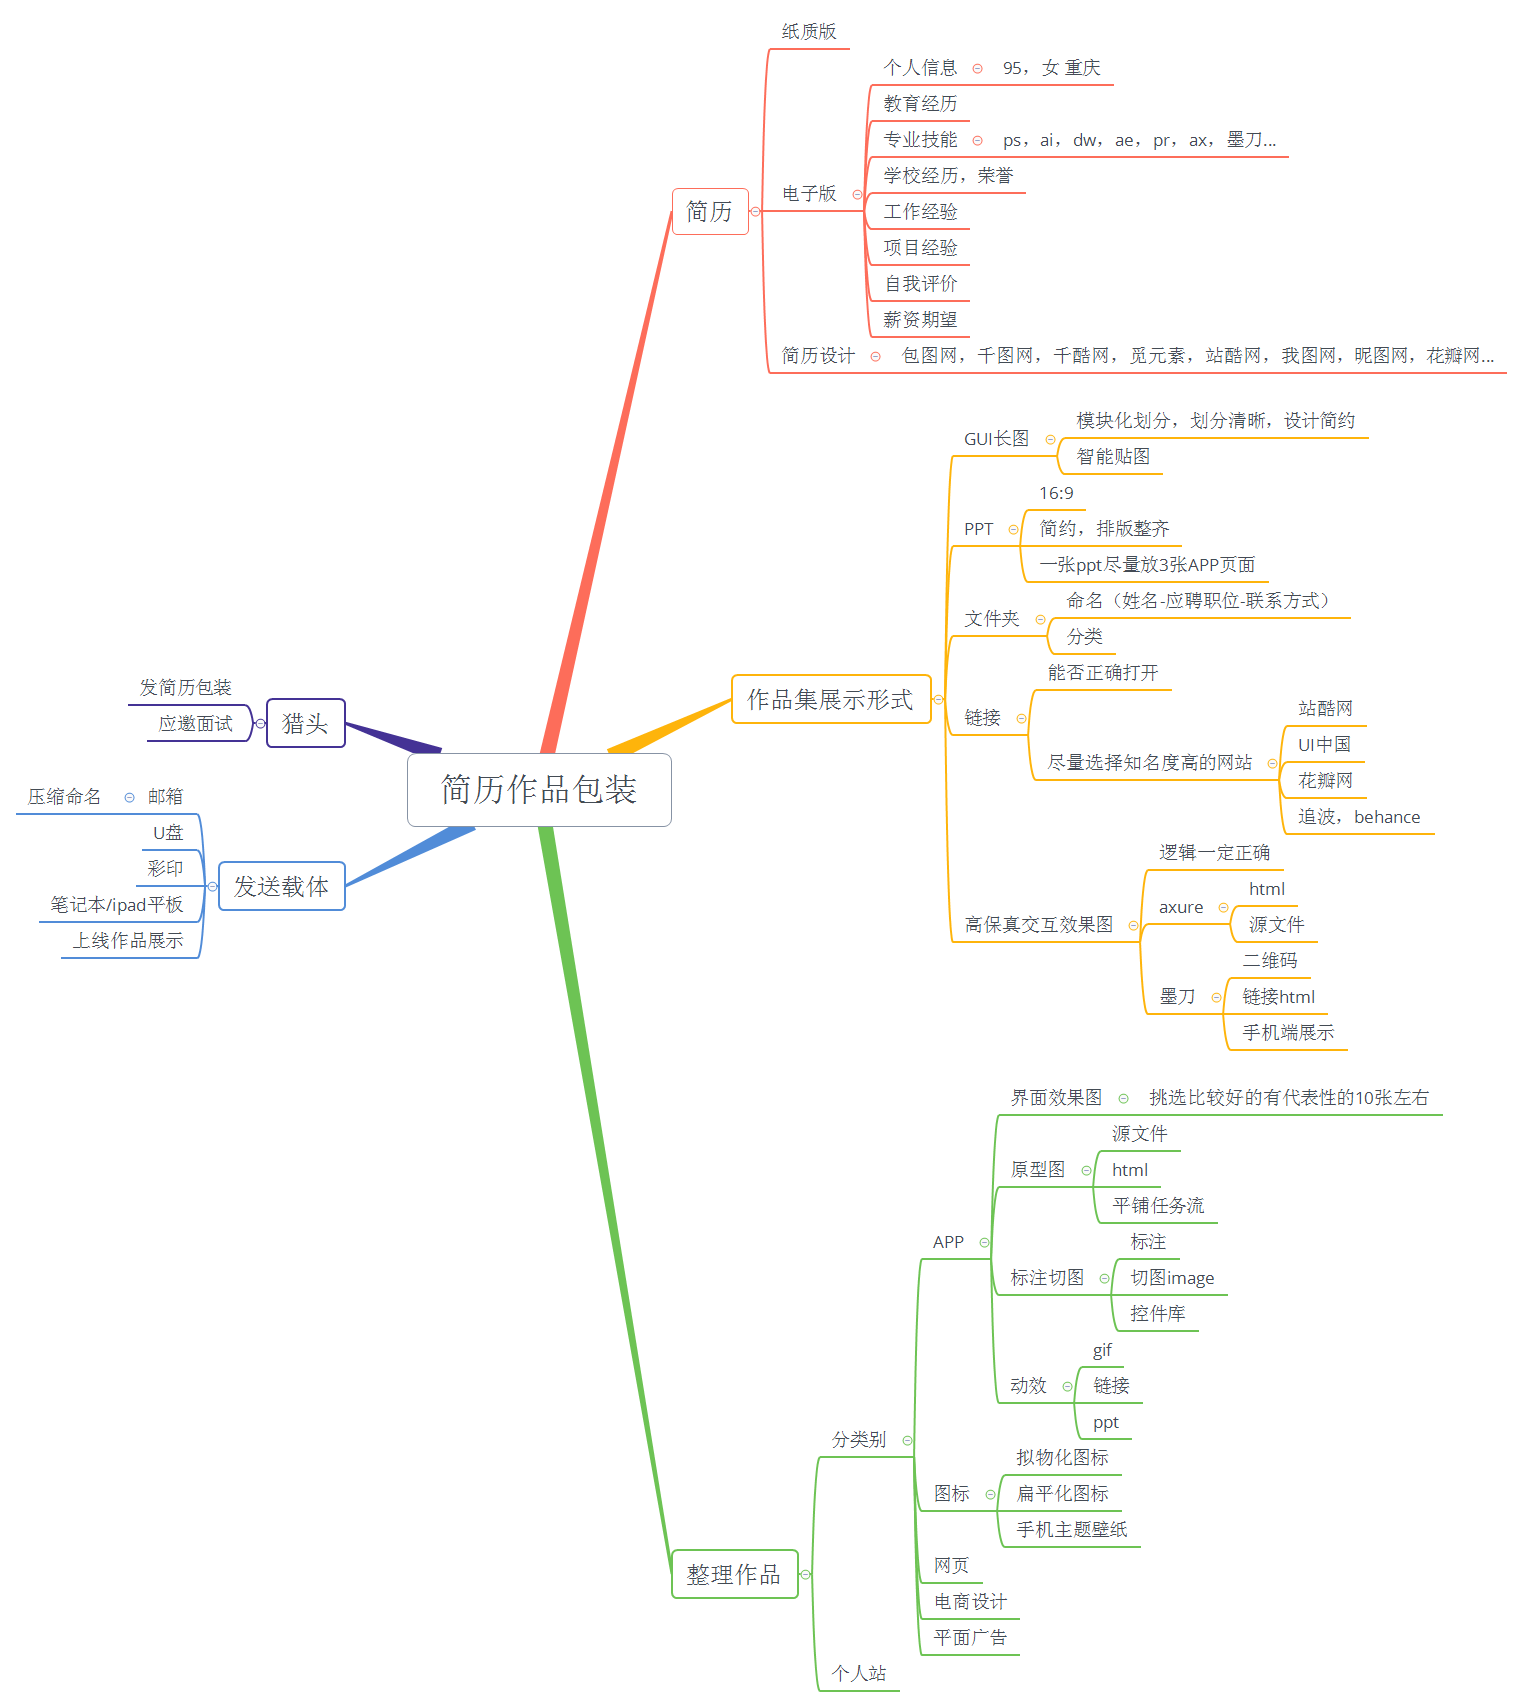 简历作品包装
简历
纸质版
电子版
个人信息
95，女 重庆
教育经历
专业技能
ps，ai，dw，ae，pr，ax，墨刀...
学校经历，荣誉
工作经验
项目经验
自我评价
薪资期望
简历设计
包图网，千图网，千酷网，觅元素，站酷网，我图网，昵图网，花瓣网...
作品集展示形式
GUI长图
模块化划分，划分清晰，设计简约
智能贴图
PPT
16:9
简约，排版整齐
一张ppt尽量放3张APP页面
文件夹
命名（姓名-应聘职位-联系方式）
分类
链接
能否正确打开
尽量选择知名度高的网站
站酷网
UI中国
花瓣网
追波，behance
高保真交互效果图
逻辑一定正确
axure
html
源文件
墨刀
二维码
链接html
手机端展示
整理作品
分类别
APP
界面效果图
挑选比较好的有代表性的10张左右
原型图
源文件
html
平铺任务流
标注切图
标注
切图image
控件库
动效
gif
链接
ppt
图标
拟物化图标
扁平化图标
手机主题壁纸
网页
电商设计
平面广告
个人站
猎头
发简历包装
应邀面试
发送载体
邮箱
压缩命名
U盘
彩印
笔记本/ipad平板
上线作品展示